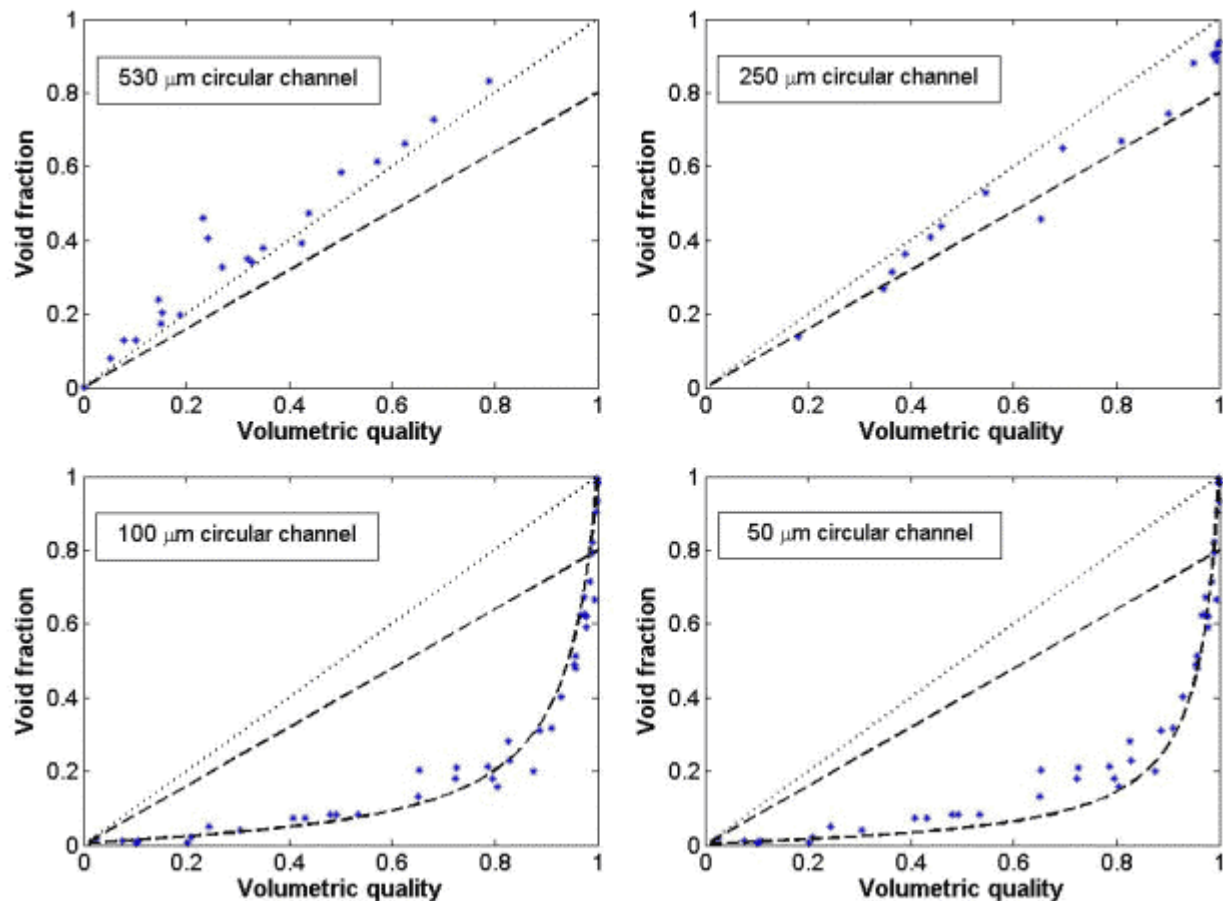 530 μm circular channel
Void fraction
1
0.8
0.6
0.4
0.2
0
0 0.2 0.4 0.6 0.8 1
Volumetric quality
250 μm circular channel
Void fraction
1
0.8
0.6
0.4
0.2
0
0 0.2 0.4 0.6 0.8 1
Volumetric quality
100 μm circular channel
Void fraction
1
0.8
0.6
0.4
0.2
0
0 0.2 0.4 0.6 0.8 1
Volumetric quality
50 μm circular channel
Void fraction
1
0.8
0.6
0.4
0.2
0
0 0.2 0.4 0.6 0.8 1
Volumetric quality